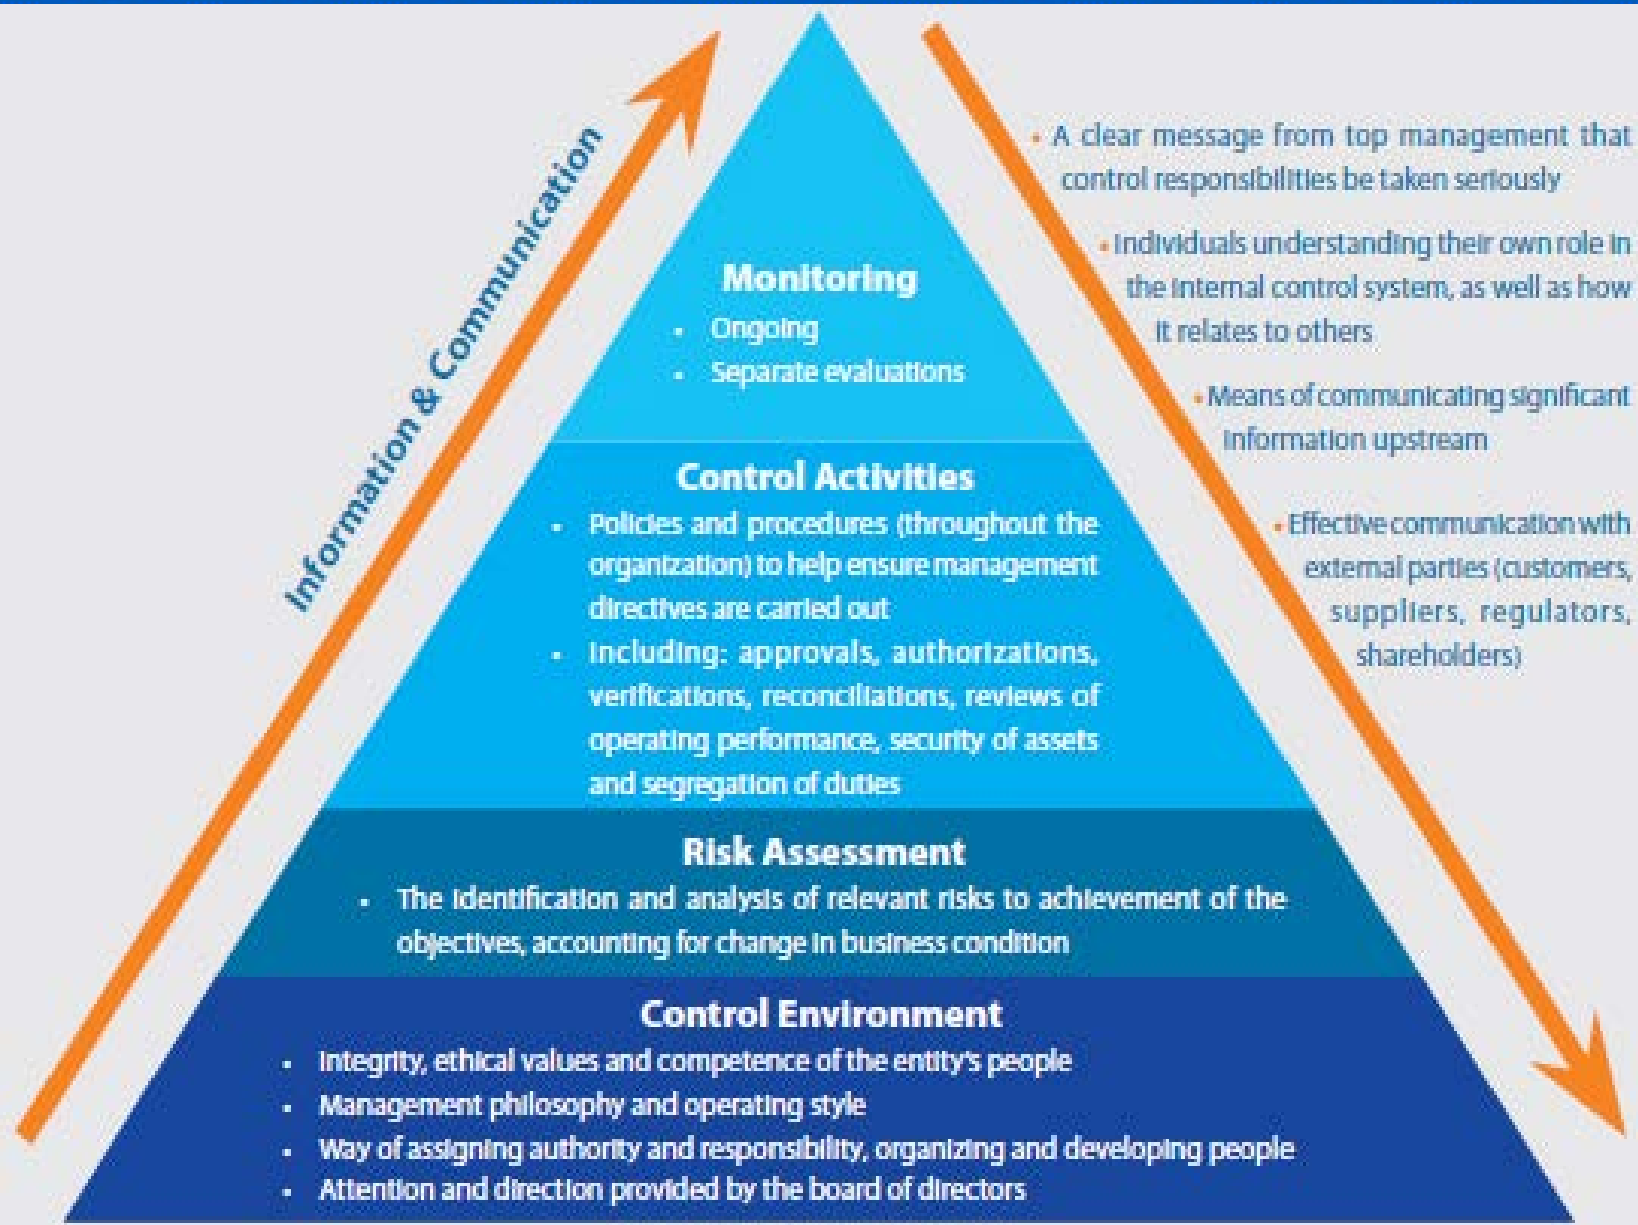 Information & Communication
Monitoring
• Ongoing
• Separate evaluations
Control Activities
• Policies and procedures (throughout the
organization) to help ensure management
directives are carried out
• Including: approvals, authorizations,
verifications, reconciliations, reviews of
operating performance, security of assets
and segregation of duties
Risk Assessment
• The identification and analysis of relevant risks to achievement of the
objectives, accounting for change in business condition
Control Environment
• Integrity, ethical values and competence of the entity's people
• Management philosophy and operating style
• Way of assigning authority and responsibility, organizing and developing people
• Attention and direction provided by the board of directors
• A clear message from top management that
control responsibilities be taken seriously
• Individuals understanding their own role in
the internal control system, as well as how
it relates to others
• Means of communicating significant
information upstream
• Effective communication with
external parties (customers,
suppliers, regulators,
shareholders)